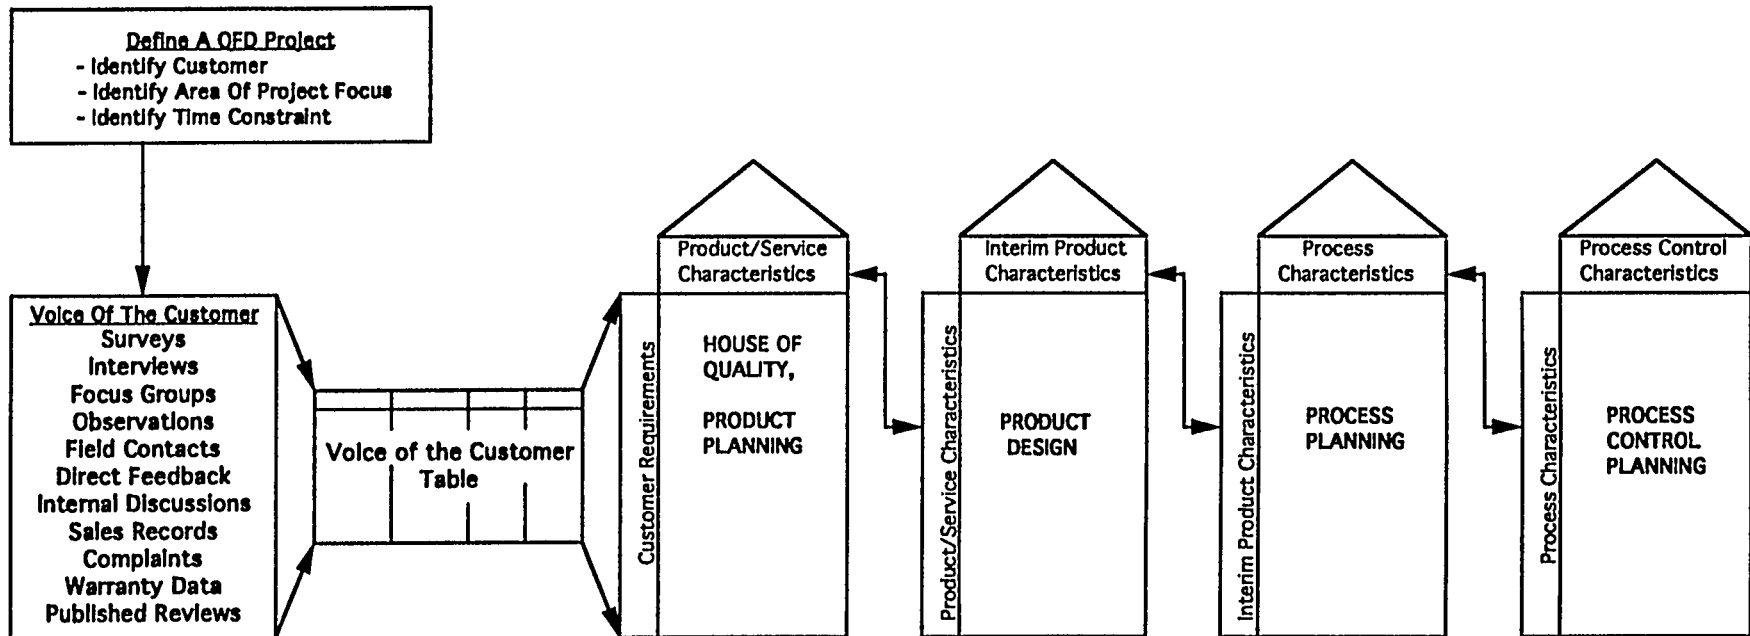 Define A QFD Project
- Identify Customer
- Identify Area Of Project Focus
- Identify Time Constraint
Voice Of The Customer
Surveys
Interviews
Focus Groups
Observations
Field Contacts
Direct Feedback
Internal Discussions
Sales Records
Complaints
Warranty Data
Published Reviews
Voice of the Customer
Table
Product/Service
Characteristics
Customer Requirements
HOUSE OF
QUALITY,
PRODUCT
PLANNING
Interim Product
Characteristics
Product/Service Characteristics
PRODUCT
DESIGN
Process
Characteristics
Interim Product Characteristics
PROCESS
PLANNING
Process Control
Characteristics
Process Characteristics
PROCESS
CONTROL
PLANNING